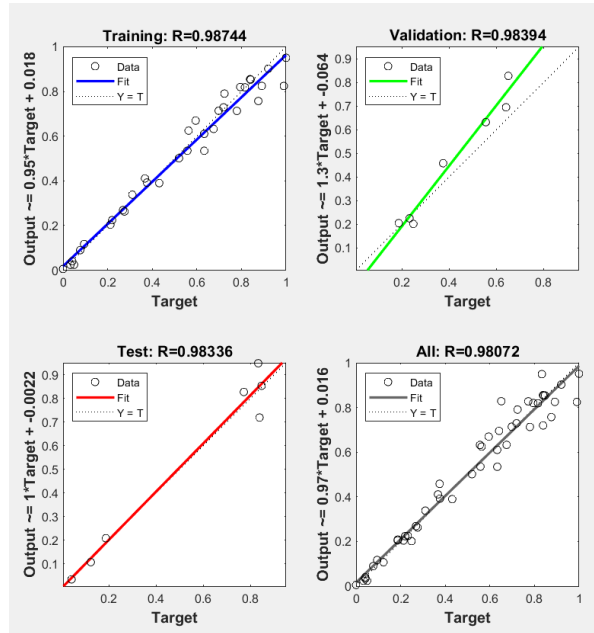 Training: R=0.98744
Output ~= 0.95*Target + 0.018
1
0.8
0.6
0.4
0.2
0
Data
Fit
Y = T
0 0.2 0.4 0.6 0.8 1
Target
Validation: R=0.98394
Output ~= 1.3*Target + -0.064
0.9
0.8
0.7
0.6
0.5
0.4
0.3
0.2
0.1
Data
Fit
Y = T
0.2 0.4 0.6 0.8
Target
Test: R=0.98336
Output ~= 1*Target + -0.0022
0.9
0.8
0.7
0.6
0.5
0.4
0.3
0.2
0.1
Data
Fit
Y = T
0.2 0.4 0.6 0.8
Target
All: R=0.98072
Output ~= 0.97*Target + 0.016
1
0.8
0.6
0.4
0.2
0
Data
Fit
Y = T
0 0.2 0.4 0.6 0.8 1
Target